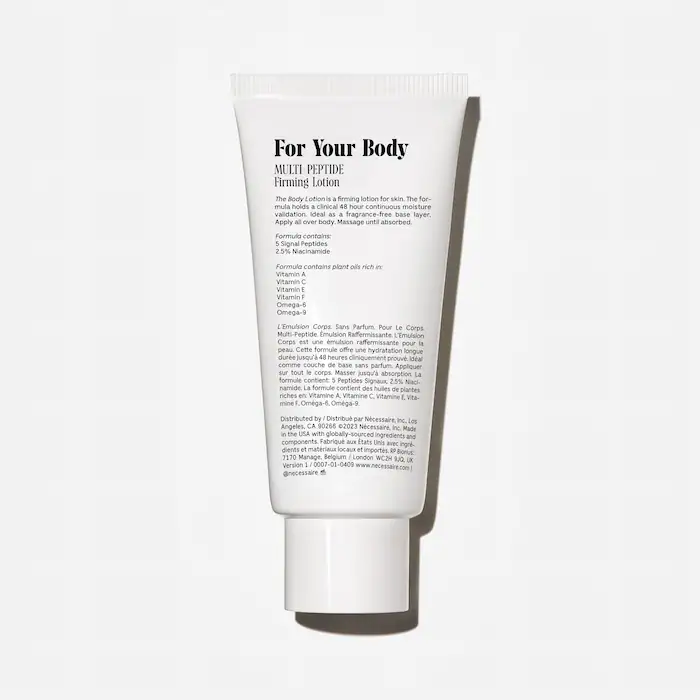 For Your Body
MULTI PEPTIDE
Firming Lotion
The Body Lotion is a firming lotion for skin. The for-
mula holds a clinical 48 hour continuous moisture
validation. Ideal as a fragrance-free base layer.
Apply all over body. Massage until absorbed.
Formula contains:
5 Signal Peptides
2.5% Niacinamide
Formula contains plant oils rich in:
Vitamin A
Vitamin C
Vitamin E
Vitamin F
Omega-6
Omega-9
L'Emulsion Corps. Sans Parfum. Pour Le Corps.
Multi-Peptide. Émulsion Raffermissante. L'Emulsion
Corps est une émulsion raffermissante pour la
peau. Cette formule offre une hydratation longue
durée jusqu'à 48 heures cliniquement prouvé. Idéal
comme couche de base sans parfum. Appliquer
sur tout le corps. Masser jusqu'à absorption. La
formule contient: 5 Peptides Signaux, 2.5% Niaci-
namide. La formule contient des huiles de plantes
riches en: Vitamine A, Vitamine C, Vitamine E, Vita-
mine F, Oméga-6, Oméga-9.
Distributed by / Distribué par Nécessaire, Inc., Los
Angeles, CA 90266 ©2023 Nécessaire, Inc. Made
in the USA with globally-sourced ingredients and
components. Fabriqué aux États Unis avec ingré-
dients et matériaux locaux et importés. RP Biorius:
7170 Manage, Belgium / London WC2H 9JQ, UK
Version 1 / 0007-01-0409 www.necessaire.com |
@necessaire